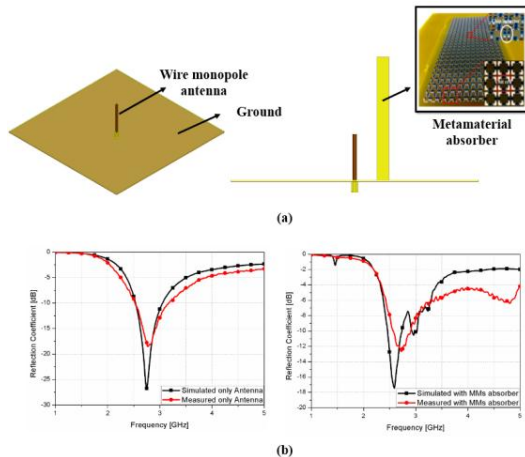 Wire monopole
antenna
Ground
Metamaterial
absorber
(a)
Reflection Coefficient [dB]
0
-5
-10
-15
-20
-25
-30
1
2
3
4
5
Frequency [GHz]
Simulated only Antenna
Measured only Antenna
Reflection Coefficient [dB]
0
-2
-4
-6
-8
-10
-12
-14
-16
-18
1
2
3
4
5
Frequency [GHz]
Simulated with MMs absorber
Measured with MMs absorber
(b)